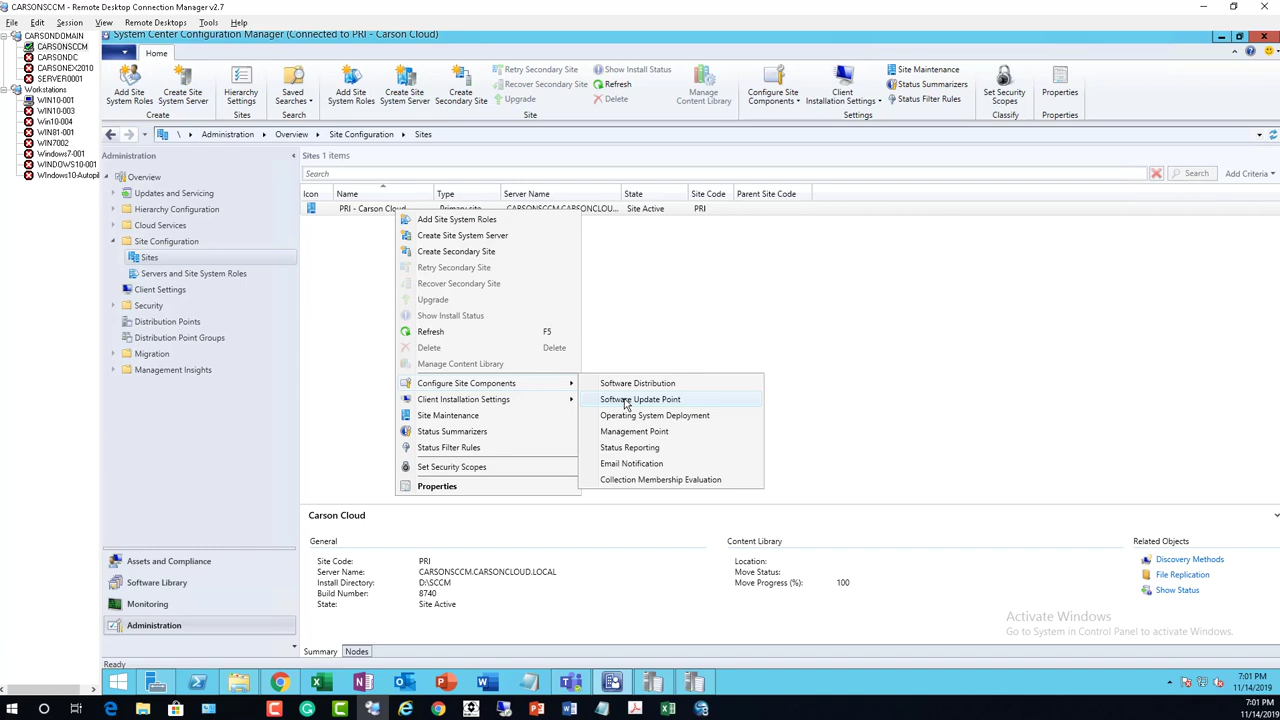 CARSONSCCM - Remote Desktop Connection Manager v2.7
File Edit Session View Remote Desktops Tools Help
CARSONDOMAIN
CARSONSCCM
CARSONDC
CARSONEX2010
SERVER0001
Workstations
WIN10-001
WIN10-003
Win10-004
WIN81-001
WIN7002
Windows7-001
WINDOWS10-001
Windows10-Autopil
System Center Configuration Manager (Connected to PRI - Carson Cloud)
Home
Add Site System Roles
Create Site System Server
Create
Hierarchy Settings
Sites
Saved Searches
Search
Add Site System Roles
Create Site System Server
Create Secondary Site
Retry Secondary Site
Recover Secondary Site
Upgrade
Show Install Status
Refresh
Delete
Site
Manage Content Library
Configure Site Components
Client Installation Settings
Site Maintenance
Status Summarizers
Status Filter Rules
Settings
Set Security Scopes
Classify
Properties
Properties
\ Administration Overview Site Configuration Sites
Administration
Overview
Updates and Servicing
Hierarchy Configuration
Cloud Services
Site Configuration
Sites
Servers and Site System Roles
Client Settings
Security
Distribution Points
Distribution Point Groups
Migration
Management Insights
Assets and Compliance
Software Library
Monitoring
Administration
Sites 1 items
Search Search Add Criteria
Icon Name Type Server Name State Site Code Parent Site Code
PRI - Carson Cloud Primary site CARSONSCCM.CARSONCLOU... Site Active PRI
Add Site System Roles
Create Site System Server
Create Secondary Site
Retry Secondary Site
Recover Secondary Site
Upgrade
Show Install Status
Refresh F5
Delete Delete
Manage Content Library
Configure Site Components
Client Installation Settings
Site Maintenance
Status Summarizers
Status Filter Rules
Set Security Scopes
Properties
Software Distribution
Software Update Point
Operating System Deployment
Management Point
Status Reporting
Email Notification
Collection Membership Evaluation
Carson Cloud
General
Site Code: PRI
Server Name: CARSONSCCM.CARSONCLOUD.LOCAL
Install Directory: D:\SCCM
Build Number: 8740
State: Site Active
Content Library
Location:
Move Status:
Move Progress (%): 100
Related Objects
Discovery Methods
File Replication
Show Status
Activate Windows
Go to System in Control Panel to activate Windows.
Summary Nodes
Ready
7:01 PM
11/14/2019
7:01 PM
11/14/2019